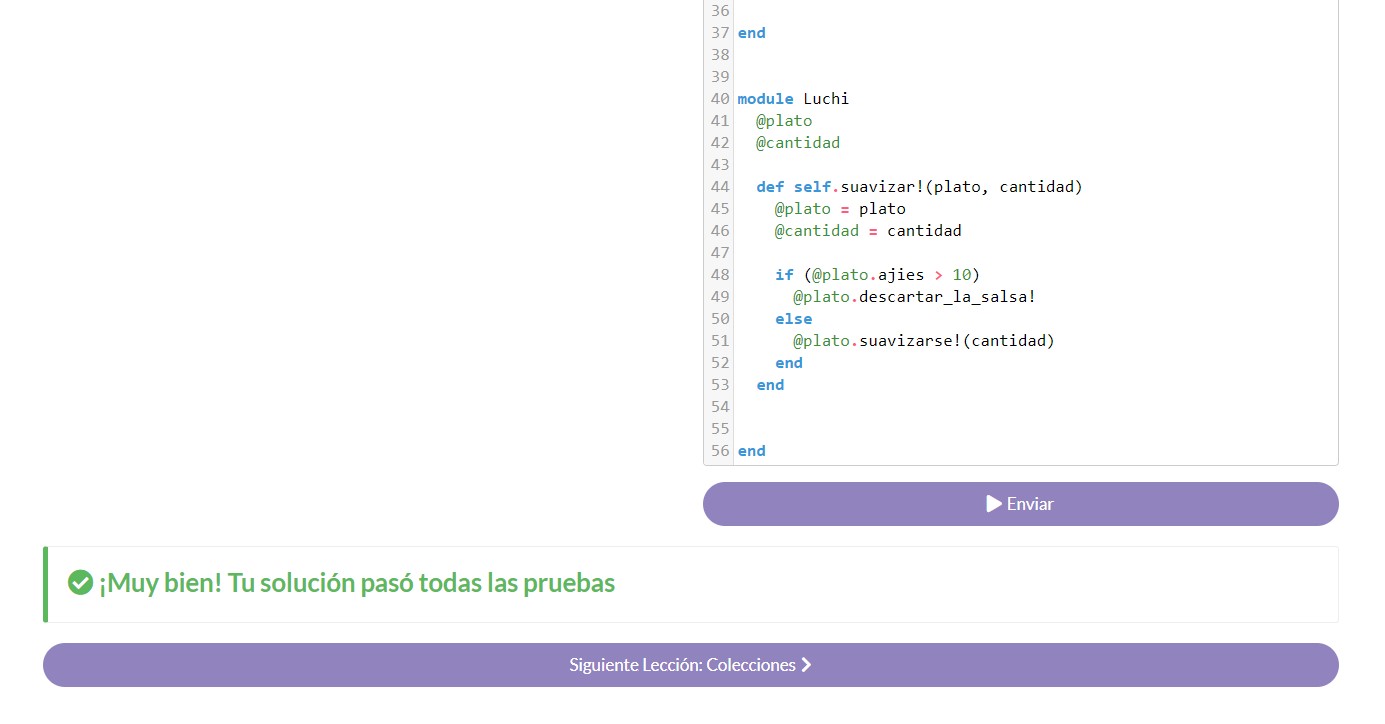 36
37 end
38
39
40 module Luchi
41   @plato
42   @cantidad
43
44   def self.suavizar!(plato, cantidad)
45     @plato = plato
46     @cantidad = cantidad
47
48     if (@plato.ajies > 10)
49       @plato.descartar_la_salsa!
50     else
51       @plato.suavizarse!(cantidad)
52     end
53   end
54
55
56 end
Enviar
¡Muy bien! Tu solución pasó todas las pruebas
Siguiente Lección: Colecciones